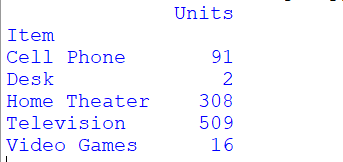 Units
Item
Cell Phone 91
Desk 2
Home Theater 308
Television 509
Video Games 16